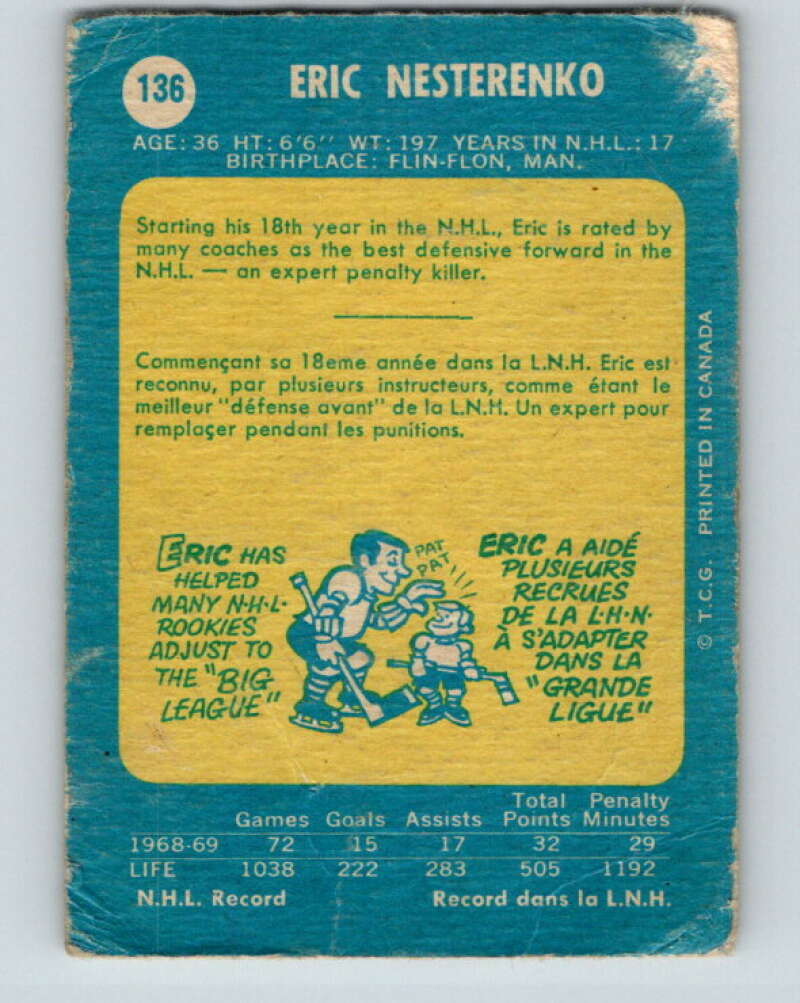 136
ERIC NESTERENKO
AGE: 36 HT: 6'6" WT: 197 YEARS IN N.H.L.: 17
BIRTHPLACE: FLIN-FLON, MAN.
Starting his 18th year in the N.H.L., Eric is rated by
many coaches as the best defensive forward in the
N.H.L. — an expert penalty killer.
Commençant sa 18eme année dans la L.N.H. Eric est
reconnu, par plusieurs instructeurs, comme étant le
meilleur "défense avant" de la L.N.H. Un expert pour
remplaçer pendant les punitions.
ERIC HAS
HELPED
MANY N·H·L·
ROOKIES
ADJUST TO
THE "BIG
LEAGUE"
PAT
PAT
ERIC A AIDÉ
PLUSIEURS
RECRUES
DE LA L·H·N·
À S'ADAPTER
DANS LA
"GRANDE
LIGUE"
© T.C.G. PRINTED IN CANADA
Games Goals Assists Total Points Penalty Minutes
1968-69 72 15 17 32 29
LIFE 1038 222 283 505 1192
N.H.L. Record Record dans la L.N.H.